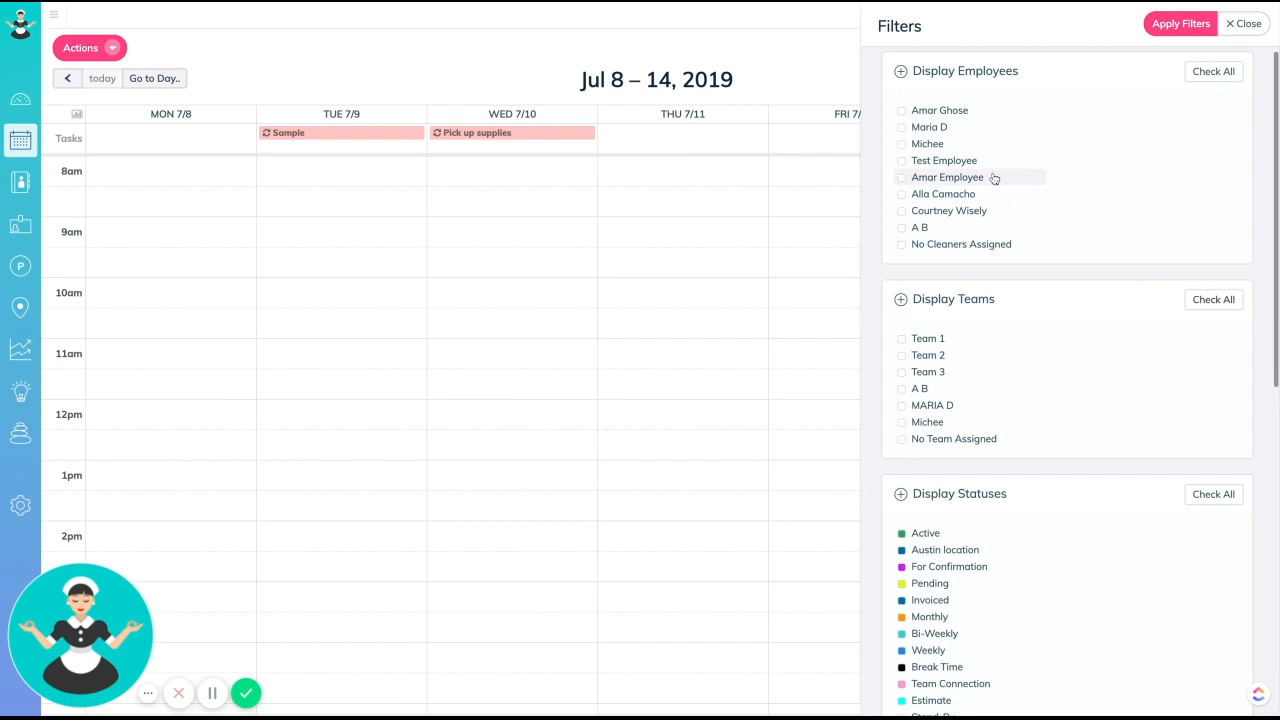 Filters
Apply Filters
✕ Close
Actions
today
Go to Day..
Jul 8 – 14, 2019
MON 7/8
TUE 7/9
WED 7/10
THU 7/11
FRI 7/
Tasks
Sample
Pick up supplies
8am
9am
10am
11am
12pm
1pm
2pm
P
Display Employees
Check All
Amar Ghose
Maria D
Michee
Test Employee
Amar Employee
Alla Camacho
Courtney Wisely
A B
No Cleaners Assigned
Display Teams
Check All
Team 1
Team 2
Team 3
A B
MARIA D
Michee
No Team Assigned
Display Statuses
Check All
Active
Austin location
For Confirmation
Pending
Invoiced
Monthly
Bi-Weekly
Weekly
Break Time
Team Connection
Estimate